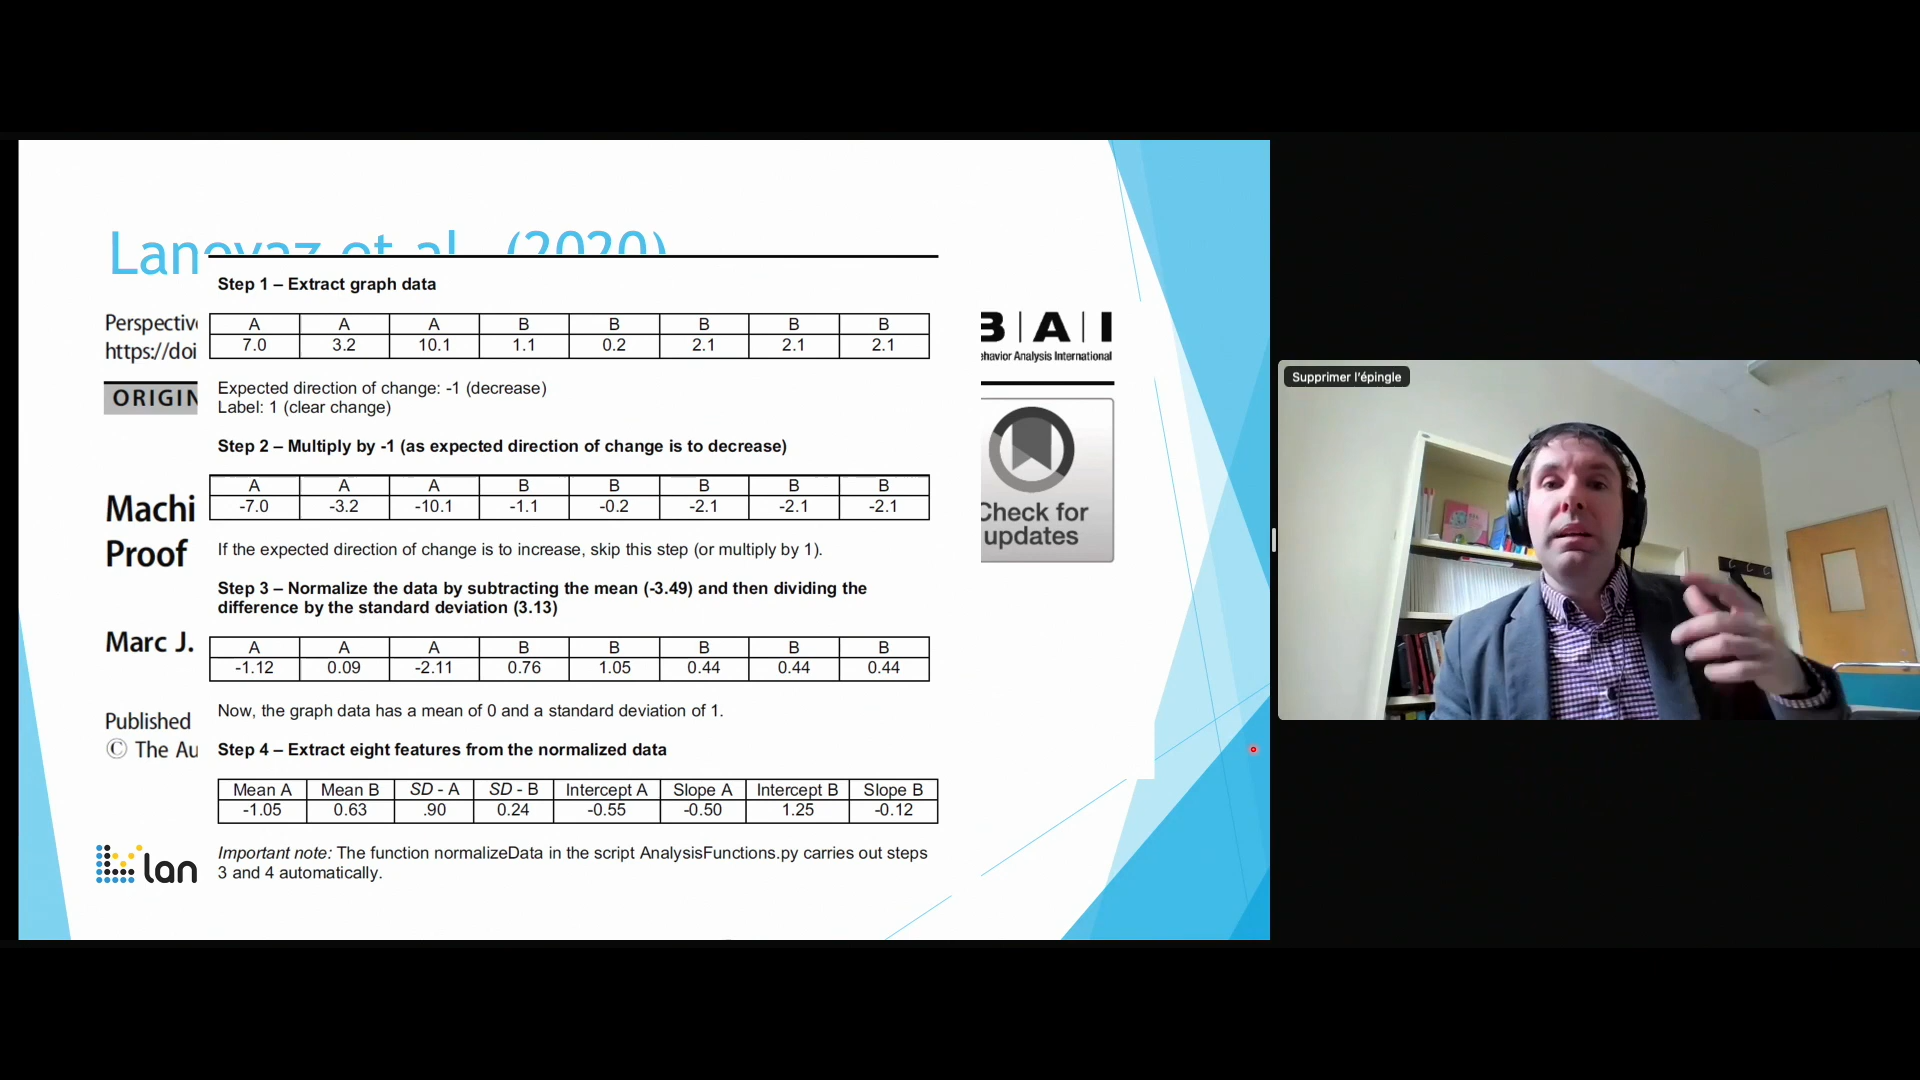 Lanovaz et al. (2020)
Perspectiv
https://doi
ORIGIN
Machi
Proof
Marc J.
Published
© The Au
lan
Step 1 – Extract graph data
A A A B B B B B
7.0 3.2 10.1 1.1 0.2 2.1 2.1 2.1
Expected direction of change: -1 (decrease)
Label: 1 (clear change)
Step 2 – Multiply by -1 (as expected direction of change is to decrease)
A A A B B B B B
-7.0 -3.2 -10.1 -1.1 -0.2 -2.1 -2.1 -2.1
If the expected direction of change is to increase, skip this step (or multiply by 1).
Step 3 – Normalize the data by subtracting the mean (-3.49) and then dividing the
difference by the standard deviation (3.13)
A A A B B B B B
-1.12 0.09 -2.11 0.76 1.05 0.44 0.44 0.44
Now, the graph data has a mean of 0 and a standard deviation of 1.
Step 4 – Extract eight features from the normalized data
Mean A Mean B SD - A SD - B Intercept A Slope A Intercept B Slope B
-1.05 0.63 .90 0.24 -0.55 -0.50 1.25 -0.12
Important note: The function normalizeData in the script AnalysisFunctions.py carries out steps
3 and 4 automatically.
B|A|I
ehavior Analysis International
Check for
updates
Supprimer l'épingle